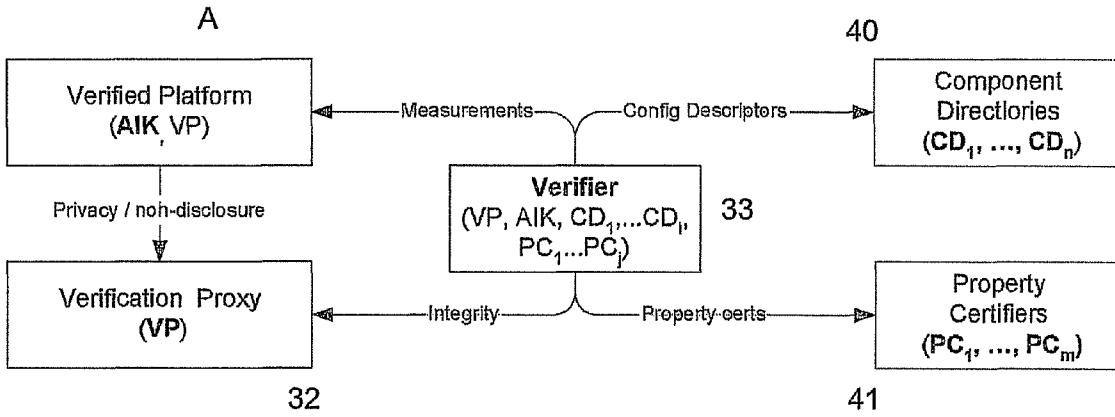 A
40
Verified Platform
(AIK, VP)
Measurements
Config Descriptors
Component
Directlories
(CD₁, ..., CDₙ)
Privacy / non-disclosure
Verifier
(VP, AIK, CD₁,...CDᵢ,
PC₁...PCⱼ)
33
Verification Proxy
(VP)
Integrity
Property certs
Property
Certifiers
(PC₁, ..., PCₘ)
32
41